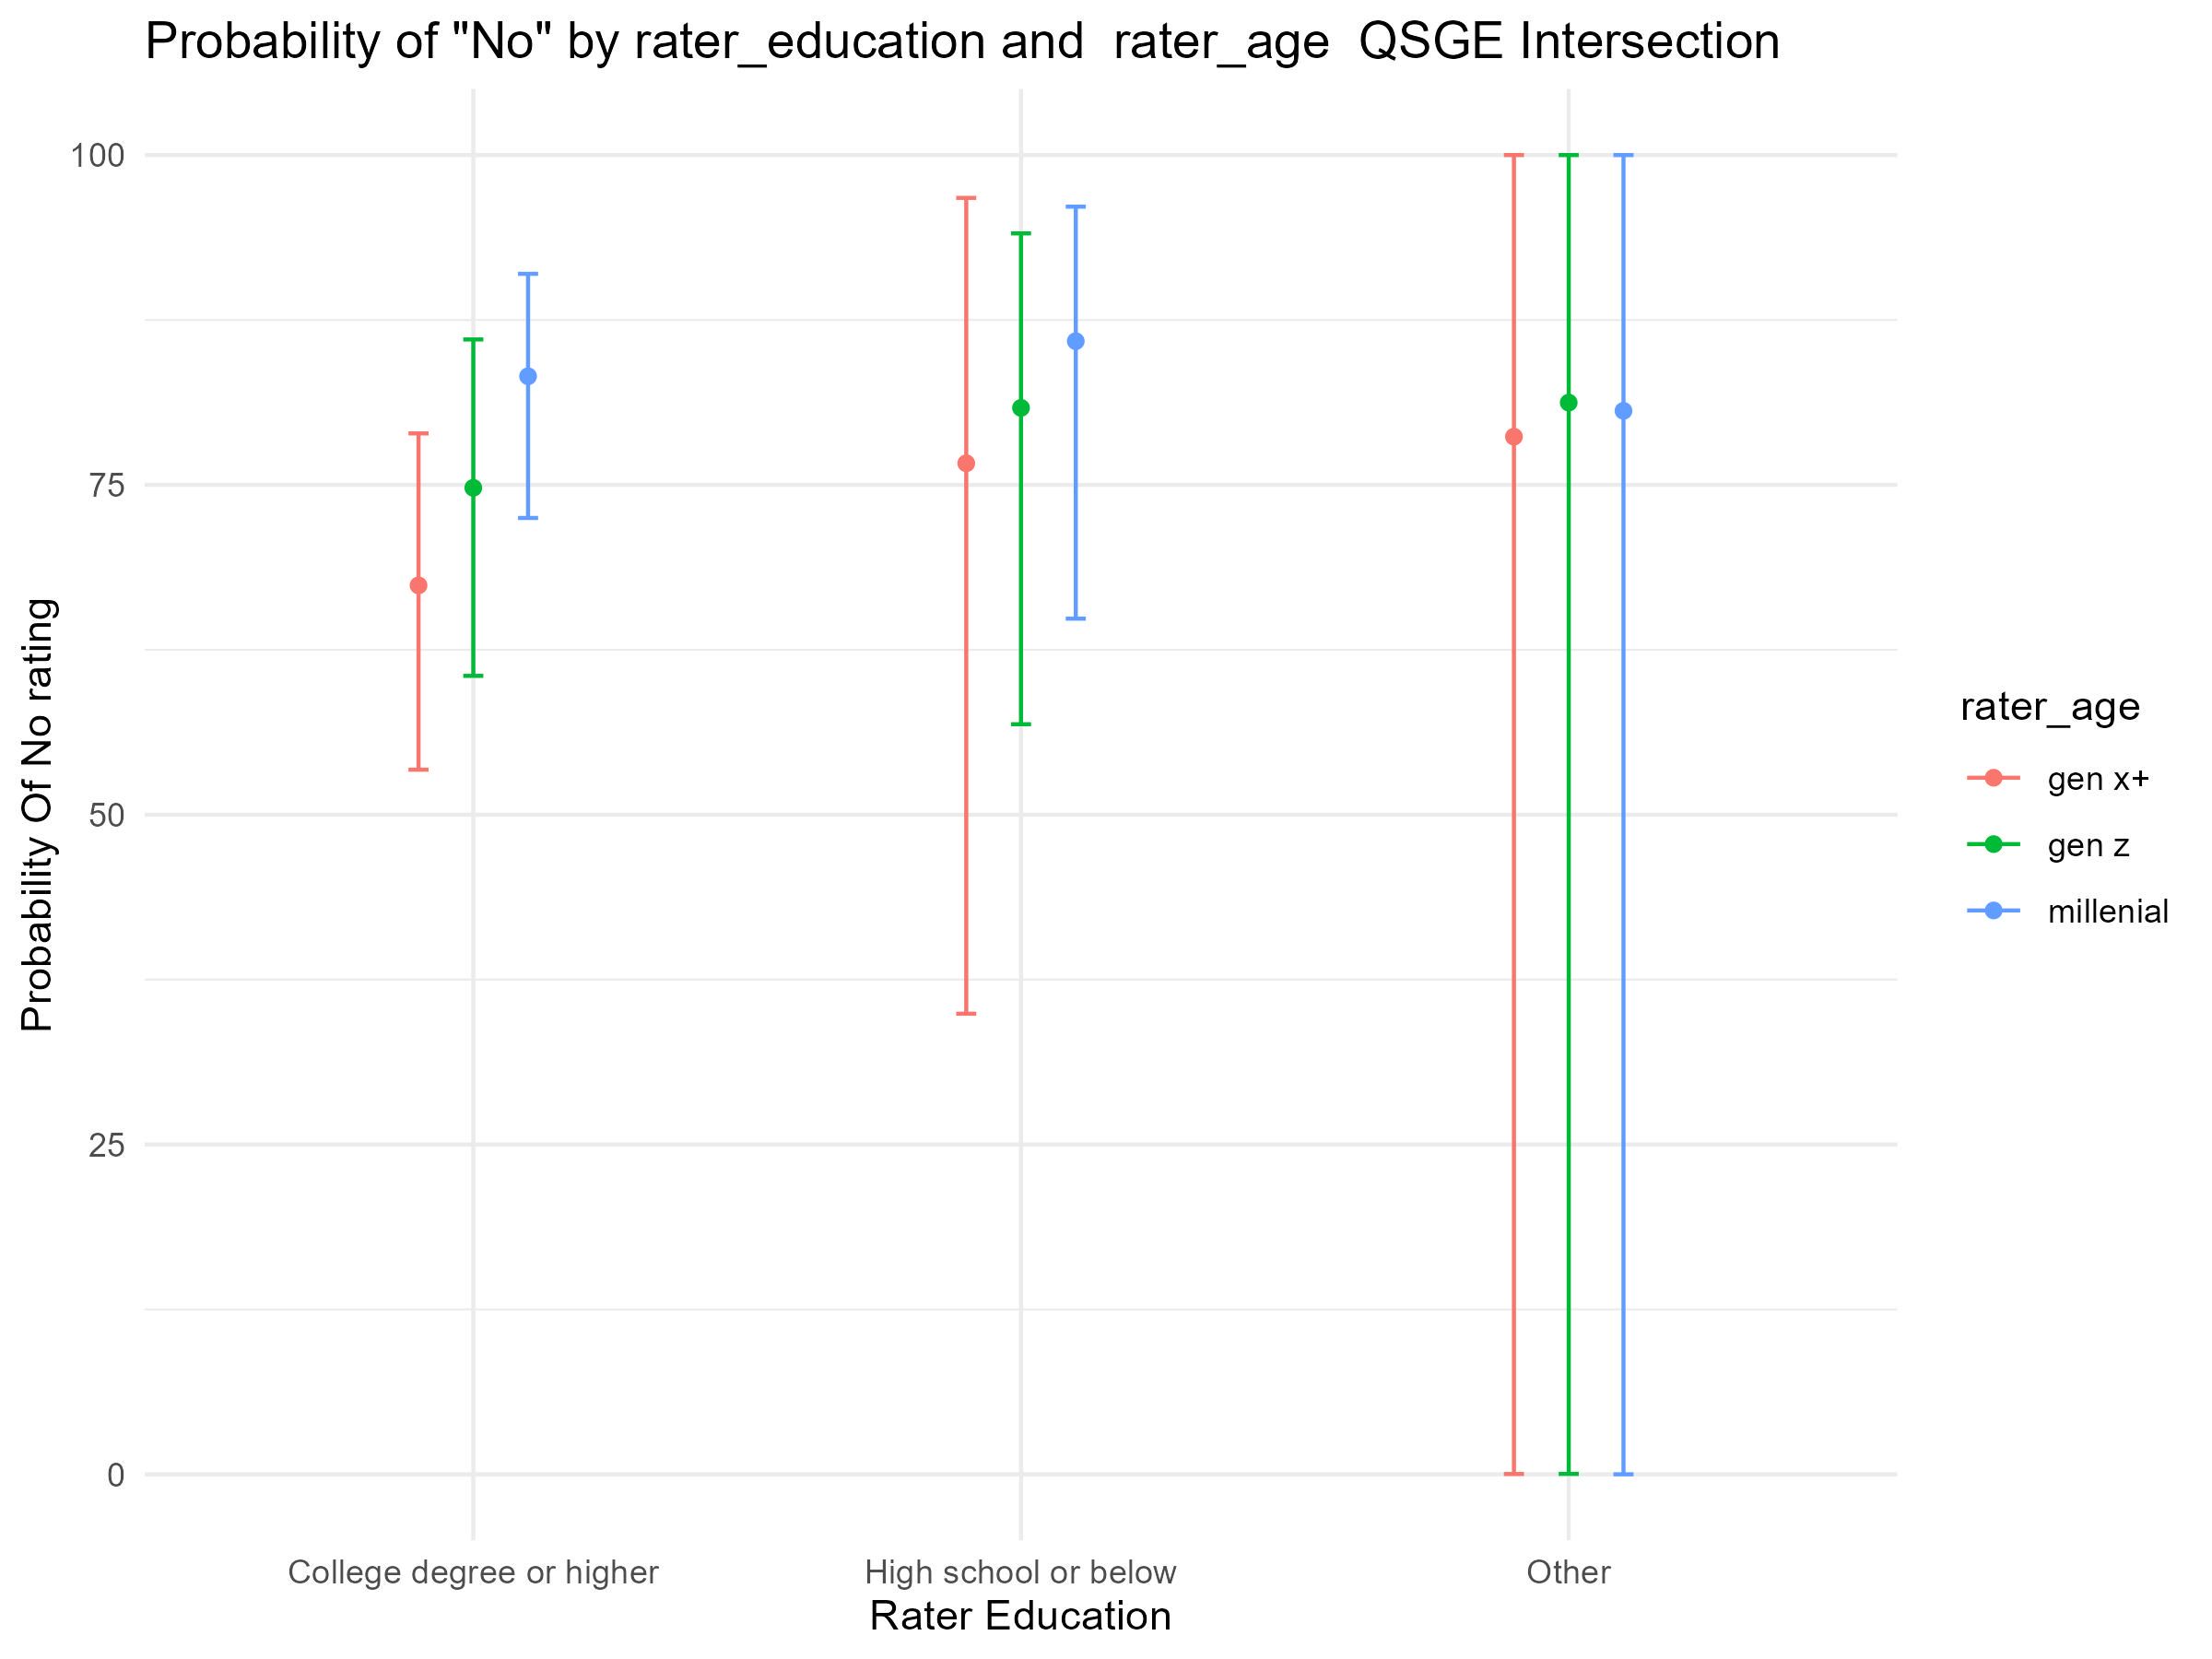 Probability of "No" by rater_education and  rater_age  QSGE Intersection
100
75
50
25
0
Probability Of No rating
College degree or higher
High school or below
Other
Rater Education
rater_age
gen x+
gen z
millenial